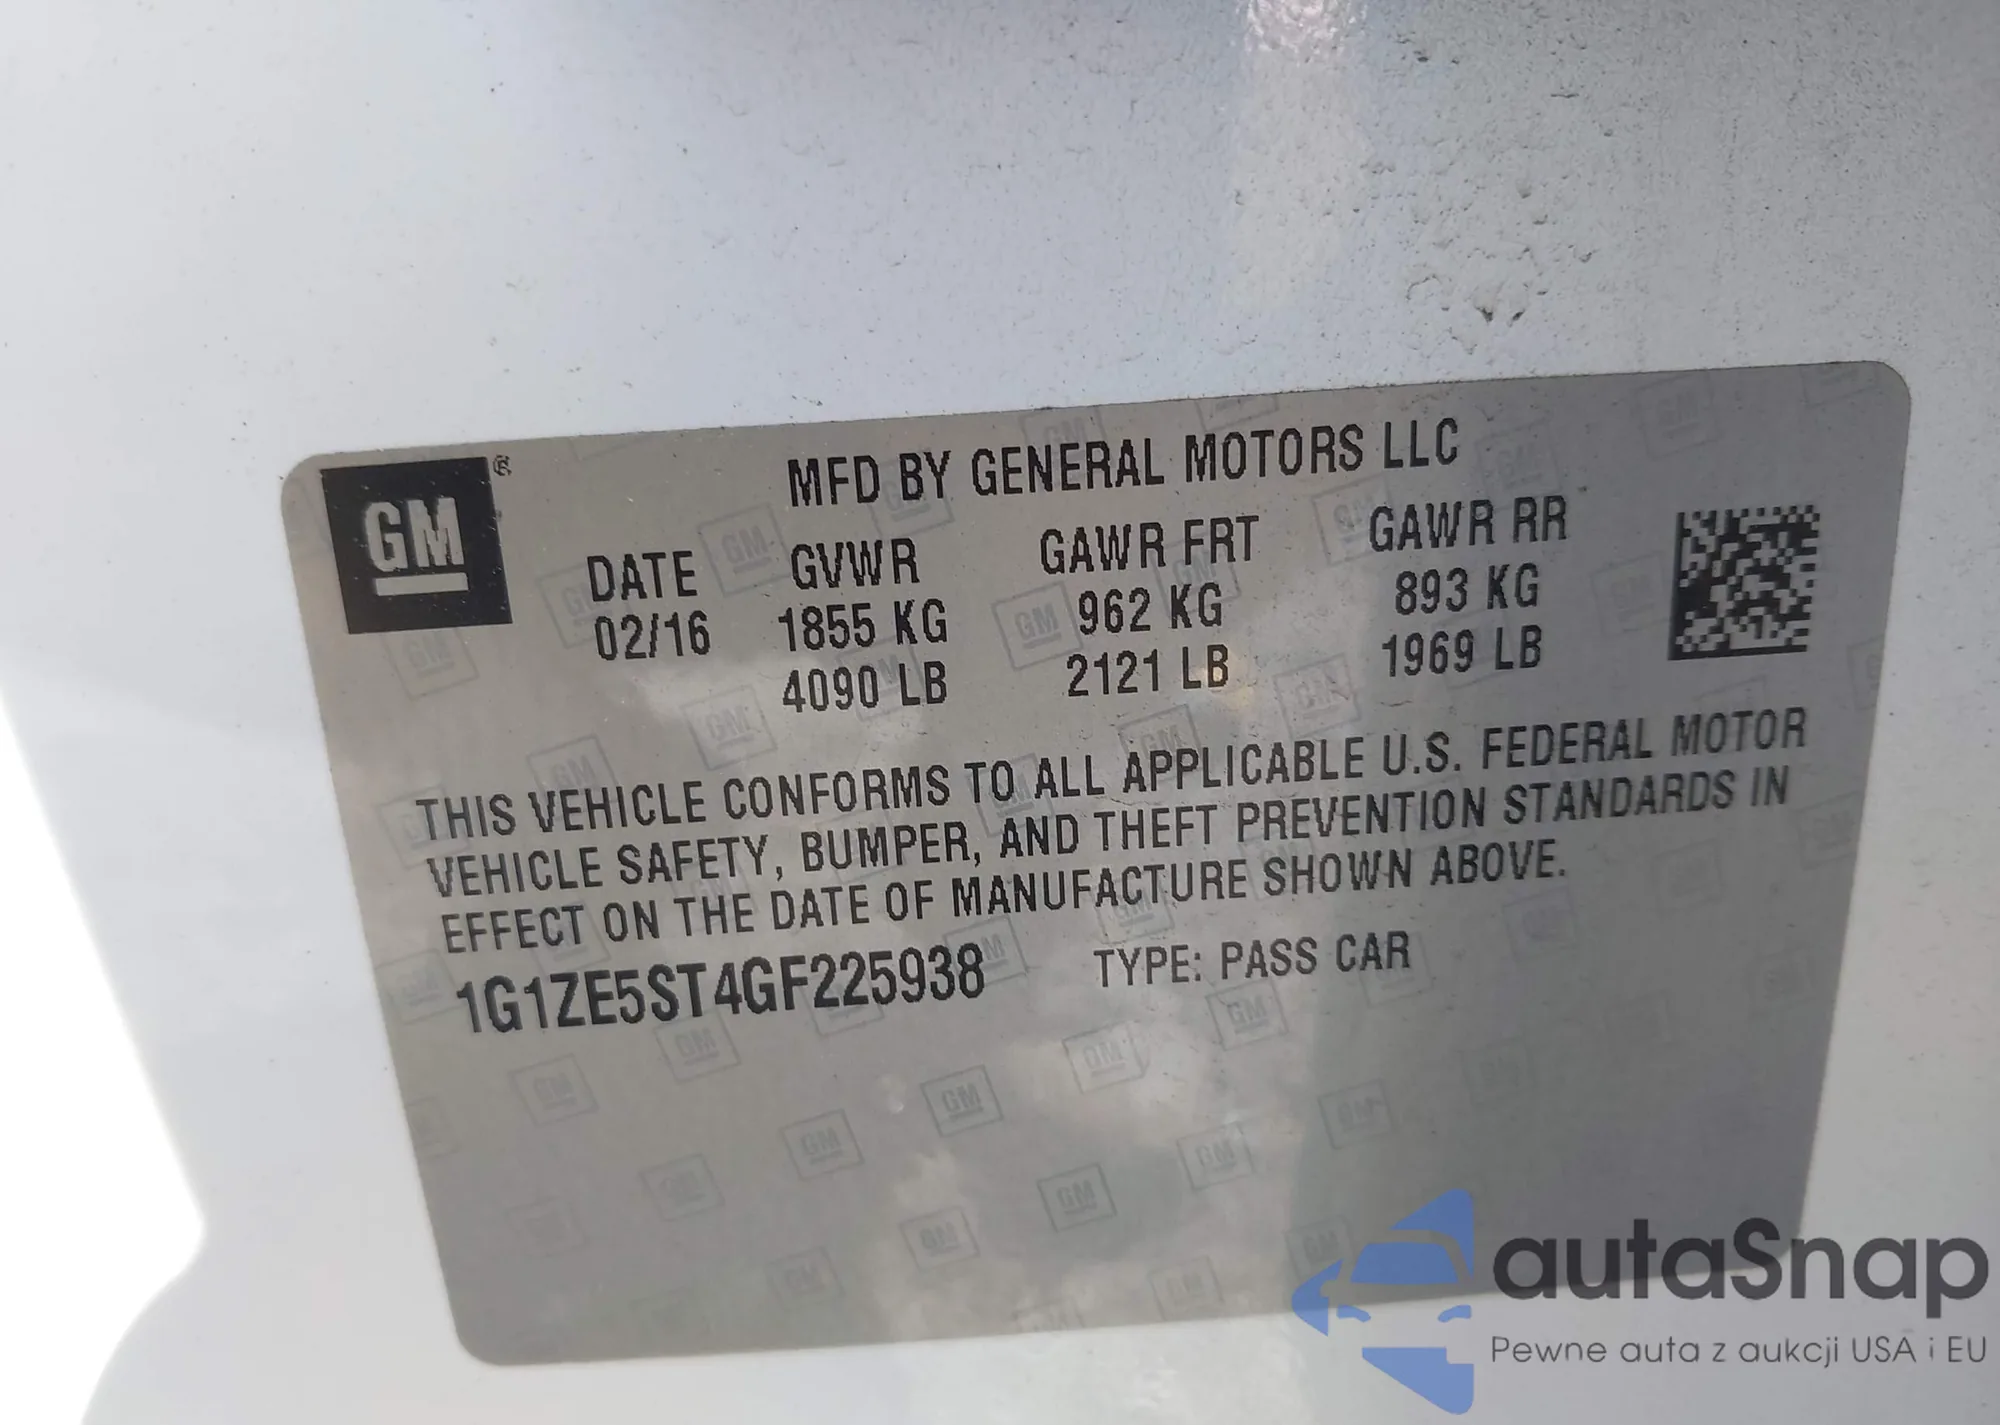 GM®
MFD BY GENERAL MOTORS LLC
DATE GVWR GAWR FRT GAWR RR
02/16 1855 KG 962 KG 893 KG
4090 LB 2121 LB 1969 LB
THIS VEHICLE CONFORMS TO ALL APPLICABLE U.S. FEDERAL MOTOR
VEHICLE SAFETY, BUMPER, AND THEFT PREVENTION STANDARDS IN
EFFECT ON THE DATE OF MANUFACTURE SHOWN ABOVE.
1G1ZE5ST4GF225938 TYPE: PASS CAR
autaSnap
Pewne auta z aukcji USA i EU